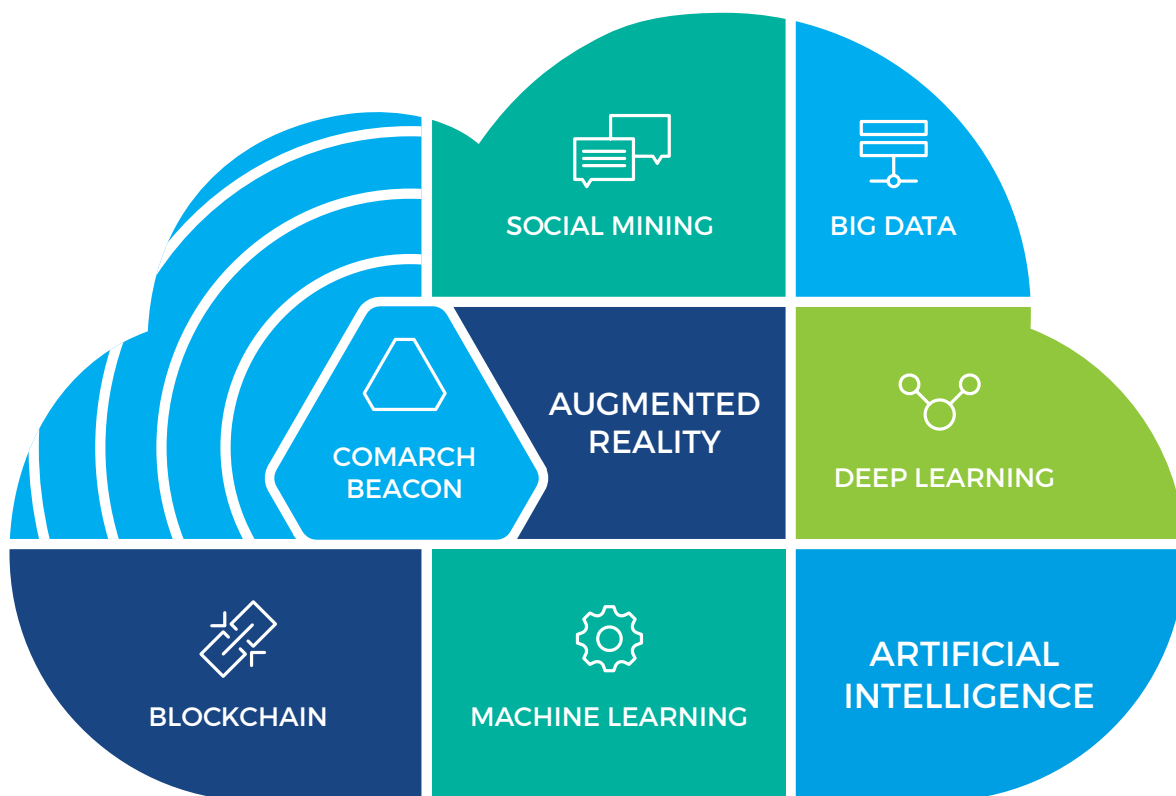 SOCIAL MINING
BIG DATA
AUGMENTED
REALITY
COMARCH
BEACON
DEEP LEARNING
BLOCKCHAIN
MACHINE LEARNING
ARTIFICIAL
INTELLIGENCE